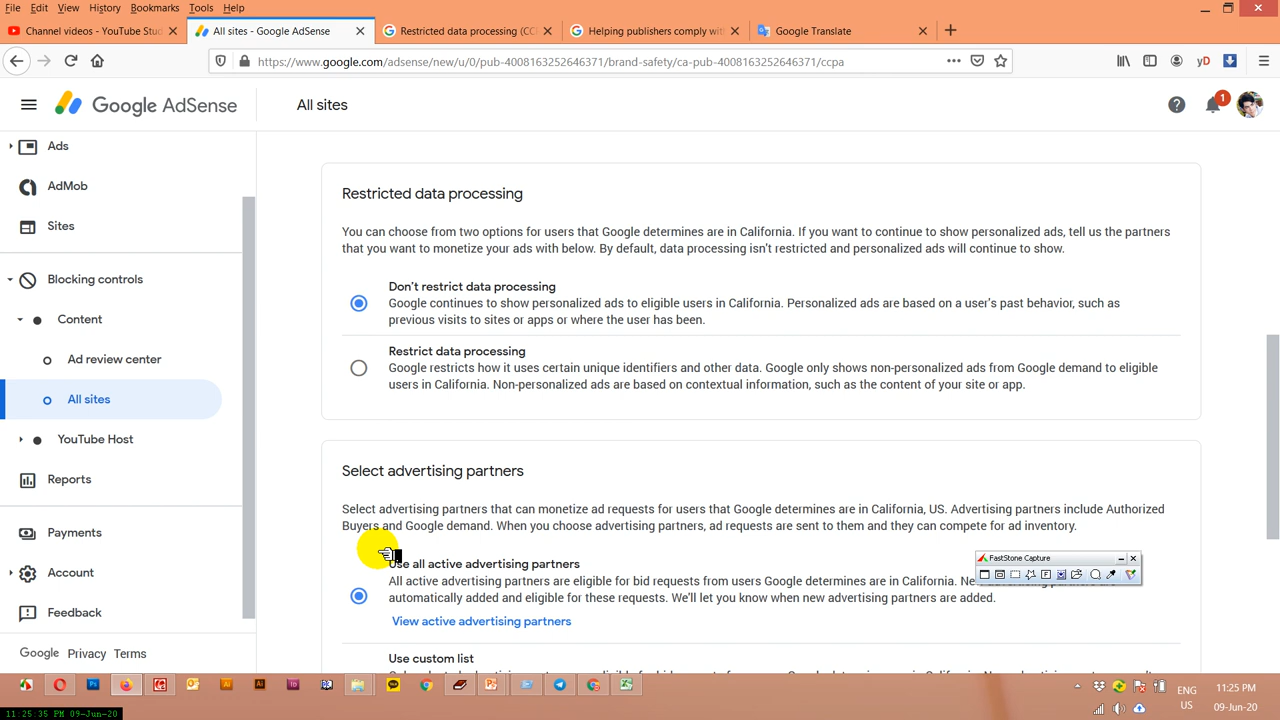 File Edit View History Bookmarks Tools Help
Channel videos - YouTube Stud
All sites - Google AdSense
Restricted data processing (CC
Helping publishers comply with
Google Translate
https://www.google.com/adsense/new/u/0/pub-4008163252646371/brand-safety/ca-pub-4008163252646371/ccpa
yD
Google AdSense
All sites
1
Ads
AdMob
Sites
Blocking controls
Content
Ad review center
All sites
YouTube Host
Reports
Payments
Account
Feedback
Google Privacy Terms
Restricted data processing
You can choose from two options for users that Google determines are in California. If you want to continue to show personalized ads, tell us the partners
that you want to monetize your ads with below. By default, data processing isn't restricted and personalized ads will continue to show.
Don't restrict data processing
Google continues to show personalized ads to eligible users in California. Personalized ads are based on a user's past behavior, such as
previous visits to sites or apps or where the user has been.
Restrict data processing
Google restricts how it uses certain unique identifiers and other data. Google only shows non-personalized ads from Google demand to eligible
users in California. Non-personalized ads are based on contextual information, such as the content of your site or app.
Select advertising partners
Select advertising partners that can monetize ad requests for users that Google determines are in California, US. Advertising partners include Authorized
Buyers and Google demand. When you choose advertising partners, ad requests are sent to them and they can compete for ad inventory.
Use all active advertising partners
All active advertising partners are eligible for bid requests from users Google determines are in California.
automatically added and eligible for these requests. We'll let you know when new advertising partners are added.
View active advertising partners
Use custom list
FastStone Capture
ENG
US
11:25 PM
09-Jun-20
11:25:35 PM 09-Jun-20